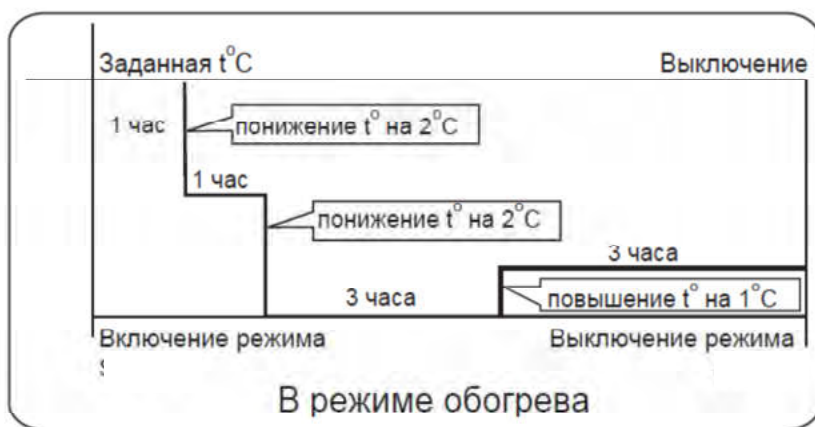 Заданная t°C Выключение
1 час понижение t° на 2°C
1 час
понижение t° на 2°C
3 часа
3 часа повышение t° на 1°C
Включение режима Выключение режима
В режиме обогрева